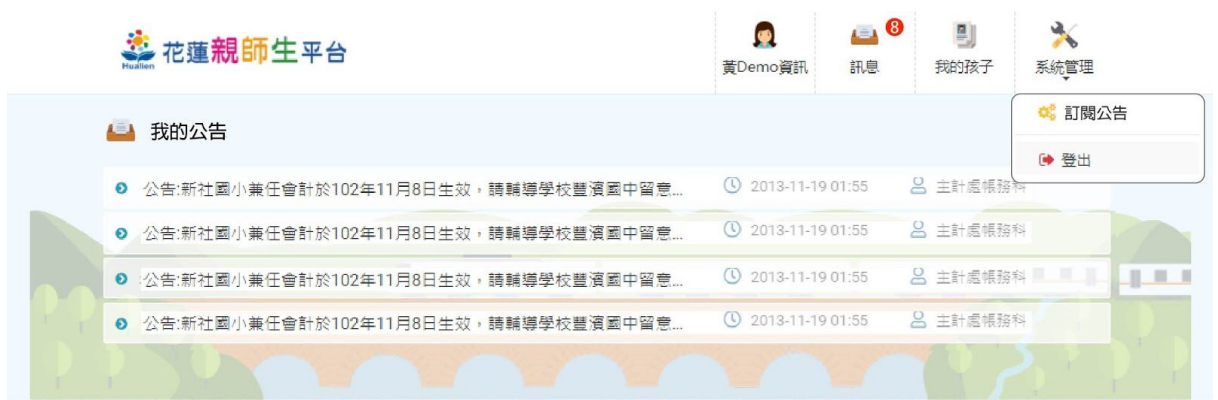 Hualien 花蓮親師生平台
黃Demo資訊
訊息
8
我的孩子
系統管理
訂閱公告
登出
我的公告
公告:新社國小兼任會計於102年11月8日生效，請輔導學校豐濱國中留意... 2013-11-19 01:55 主計處帳務科
公告:新社國小兼任會計於102年11月8日生效，請輔導學校豐濱國中留意... 2013-11-19 01:55 主計處帳務科
公告:新社國小兼任會計於102年11月8日生效，請輔導學校豐濱國中留意... 2013-11-19 01:55 主計處帳務科
公告:新社國小兼任會計於102年11月8日生效，請輔導學校豐濱國中留意... 2013-11-19 01:55 主計處帳務科